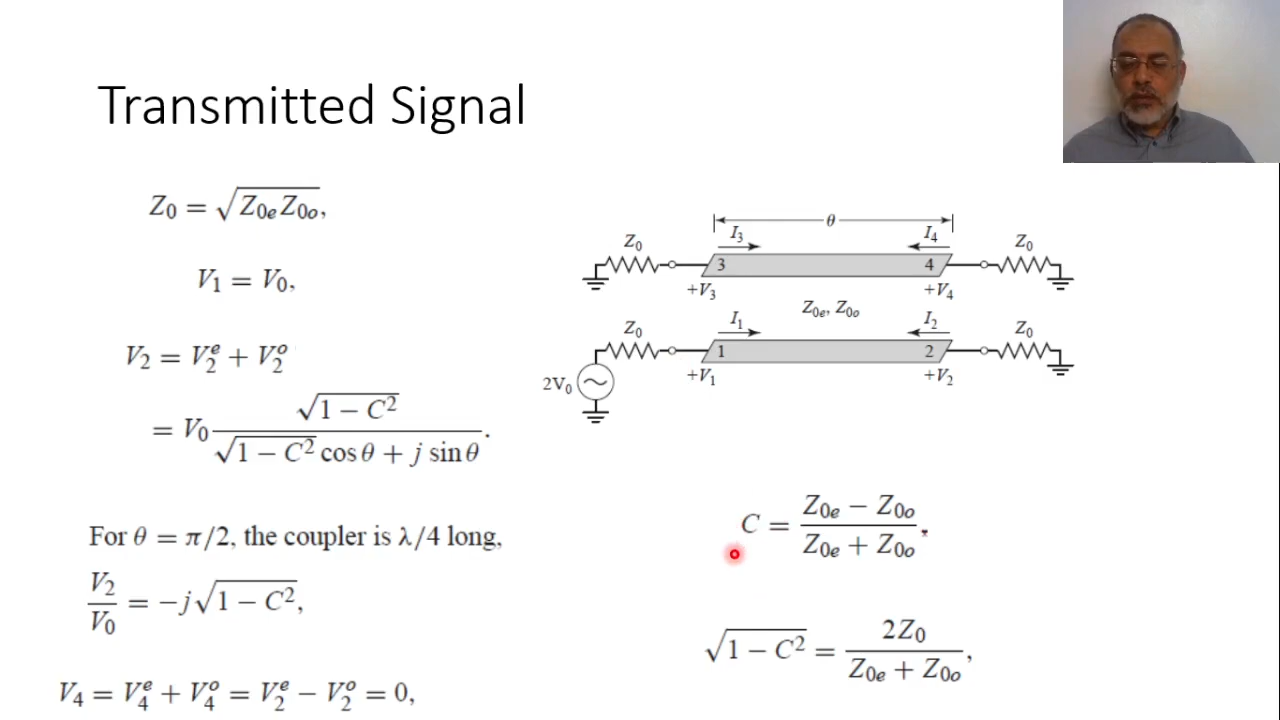 Transmitted Signal
Z₀ = √(Z₀ₑZ₀ₒ),
V₁ = V₀,
V₂ = V₂ᵉ + V₂ᵒ
= V₀ √(1 − C²) / (√(1 − C²) cos θ + j sin θ).
For θ = π/2, the coupler is λ/4 long,
V₂/V₀ = −j√(1 − C²),
V₄ = V₄ᵉ + V₄ᵒ = V₂ᵉ − V₂ᵒ = 0,
θ
Z₀ I₃ I₄ Z₀
3 4
+V₃ +V₄
Z₀ₑ, Z₀ₒ
Z₀ I₁ I₂ Z₀
1 2
+V₁ +V₂
2V₀
C = (Z₀ₑ − Z₀ₒ) / (Z₀ₑ + Z₀ₒ),
√(1 − C²) = 2Z₀ / (Z₀ₑ + Z₀ₒ),